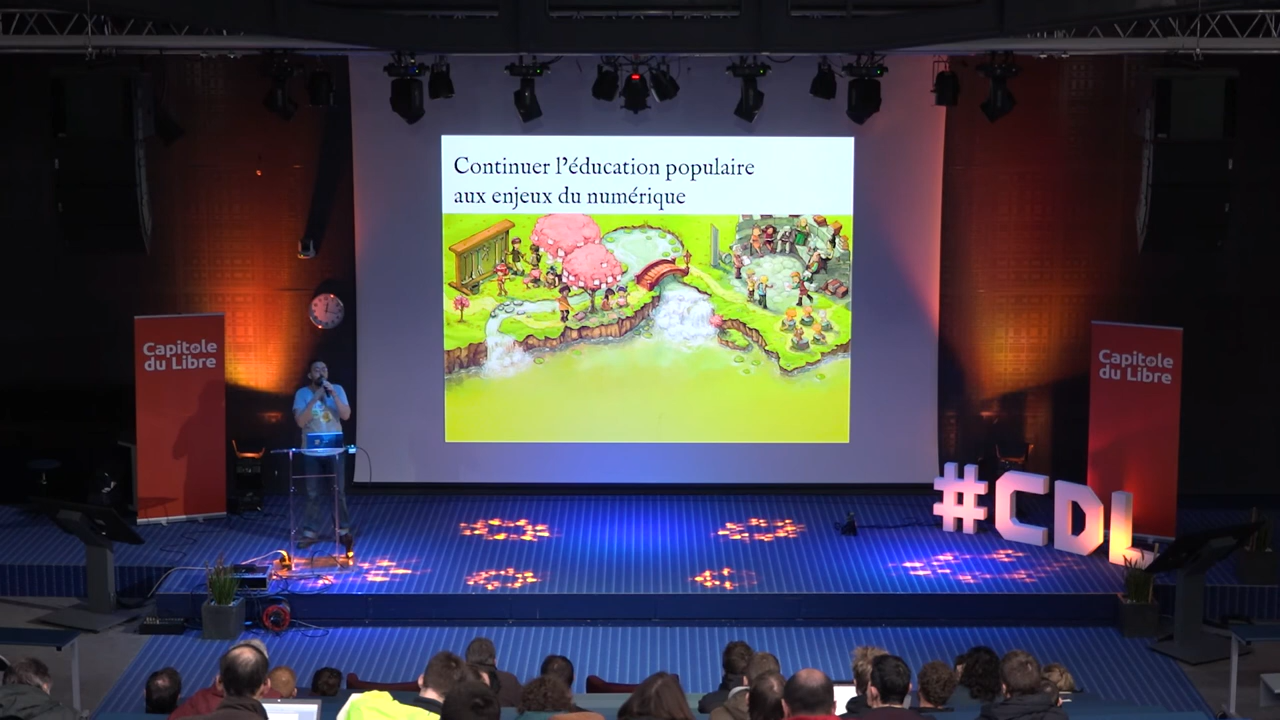 Continuer l'éducation populaire
aux enjeux du numérique
Capitole
du Libre
Capitole
du Libre
#CDL